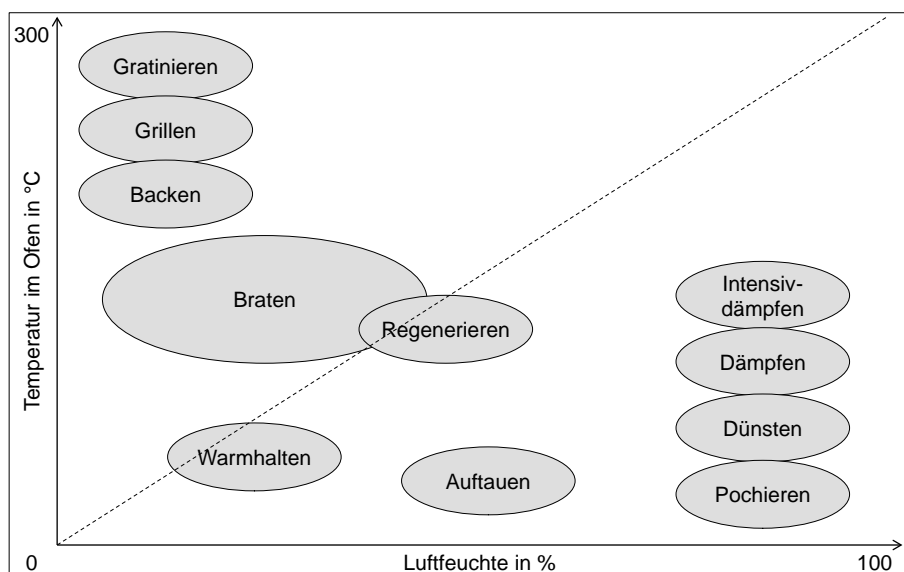 300
Temperatur im Ofen in °C
Gratinieren
Grillen
Backen
Braten
Regenerieren
Intensiv-
dämpfen
Dämpfen
Dünsten
Warmhalten
Auftauen
Pochieren
0
Luftfeuchte in %
100